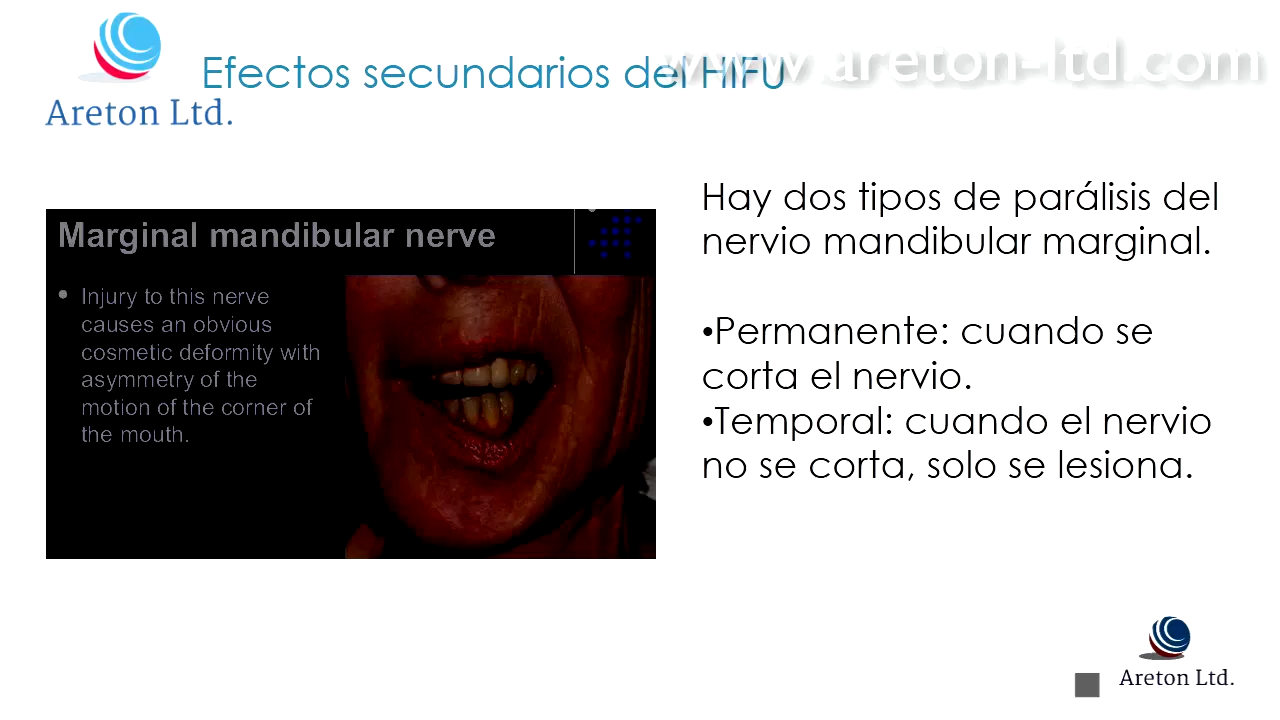 Areton Ltd.
Efectos secundarios del HIFU
www.areton-ltd.com
Marginal mandibular nerve
• Injury to this nerve
causes an obvious
cosmetic deformity with
asymmetry of the
motion of the corner of
the mouth.
Hay dos tipos de parálisis del
nervio mandibular marginal.
•Permanente: cuando se
corta el nervio.
•Temporal: cuando el nervio
no se corta, solo se lesiona.
Areton Ltd.